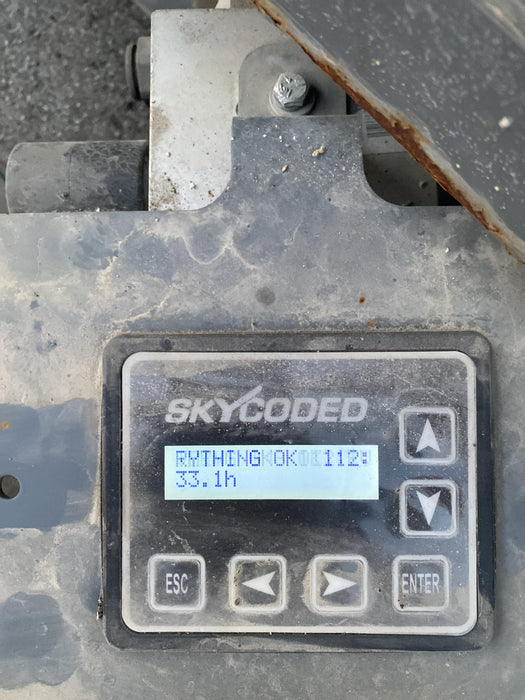 SKYCODED
RYTHING OK 112:
33.1h
ESC
ENTER